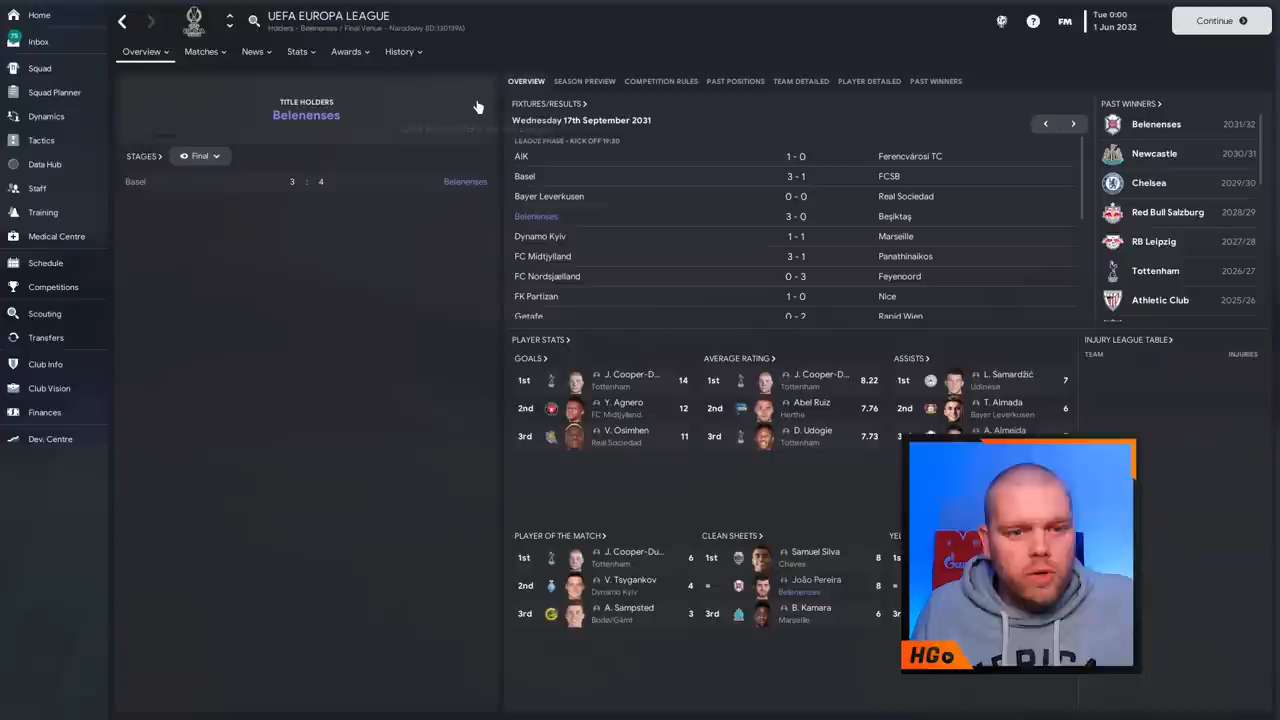 Home
UEFA EUROPA LEAGUE
Holders - Belenenses / Final Venue - Narodowy (ID:1301396)
FM
Tue 0:00
1 Jun 2032
Continue
75
Inbox
Overview
Matches
News
Stats
Awards
History
Squad
Squad Planner
Dynamics
Tactics
Data Hub
Staff
Training
Medical Centre
Schedule
Competitions
Scouting
Transfers
Club Info
Club Vision
Finances
Dev. Centre
TITLE HOLDERS
Belenenses
STAGES
Final
Basel 3 : 4 Belenenses
OVERVIEW SEASON PREVIEW COMPETITION RULES PAST POSITIONS TEAM DETAILED PLAYER DETAILED PAST WINNERS
FIXTURES/RESULTS
Wednesday 17th September 2031
LEAGUE PHASE - KICK OFF 19:30
AIK 1 - 0 Ferencvárosi TC
Basel 3 - 1 FCSB
Bayer Leverkusen 0 - 0 Real Sociedad
Belenenses 3 - 0 Beşiktaş
Dynamo Kyiv 1 - 1 Marseille
FC Midtjylland 3 - 1 Panathinaikos
FC Nordsjælland 0 - 3 Feyenoord
FK Partizan 1 - 0 Nice
Getafe 0 - 2 Rapid Wien
PAST WINNERS
Belenenses 2031/32
Newcastle 2030/31
Chelsea 2029/30
Red Bull Salzburg 2028/29
RB Leipzig 2027/28
Tottenham 2026/27
Athletic Club 2025/26
PLAYER STATS
GOALS
1st J. Cooper-D... 14
Tottenham
2nd Y. Agnero 12
FC Midtjylland
3rd V. Osimhen 11
Real Sociedad
AVERAGE RATING
1st J. Cooper-D... 8.22
Tottenham
2nd Abel Ruiz 7.76
Hertha
3rd D. Udogie 7.73
Tottenham
ASSISTS
1st L. Samardžić 7
Udinese
2nd T. Almada 6
Bayer Leverkusen
A. Almeida
INJURY LEAGUE TABLE
TEAM INJURIES
PLAYER OF THE MATCH
1st J. Cooper-Du... 6
Tottenham
2nd V. Tsygankov 4
Dynamo Kyiv
3rd A. Sampsted 3
Bodø/Glimt
CLEAN SHEETS
1st Samuel Silva 8
Chaves
= João Pereira 8
Belenenses
3rd B. Kamara 6
Marseille
HGo